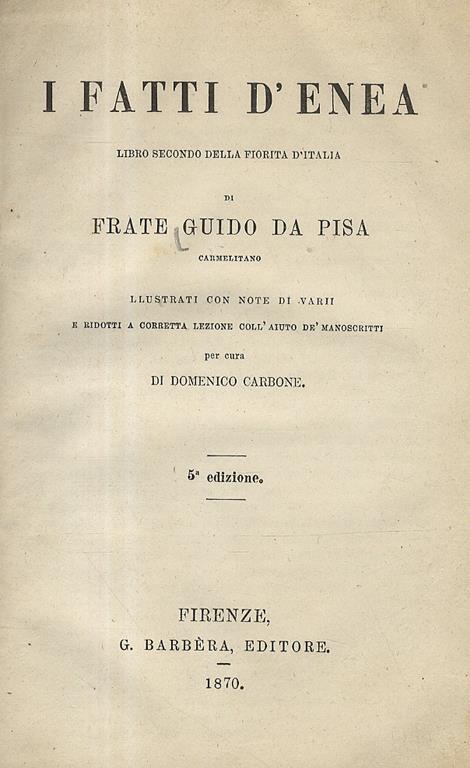 I FATTI D'ENEA
LIBRO SECONDO DELLA FIORITA D'ITALIA
DI
FRATE GUIDO DA PISA
CARMELITANO
LLUSTRATI CON NOTE DI VARII
E RIDOTTI A CORRETTA LEZIONE COLL'AIUTO DE' MANOSCRITTI
per cura
DI DOMENICO CARBONE.
5ª edizione.
FIRENZE,
G. BARBÈRA, EDITORE.
1870.